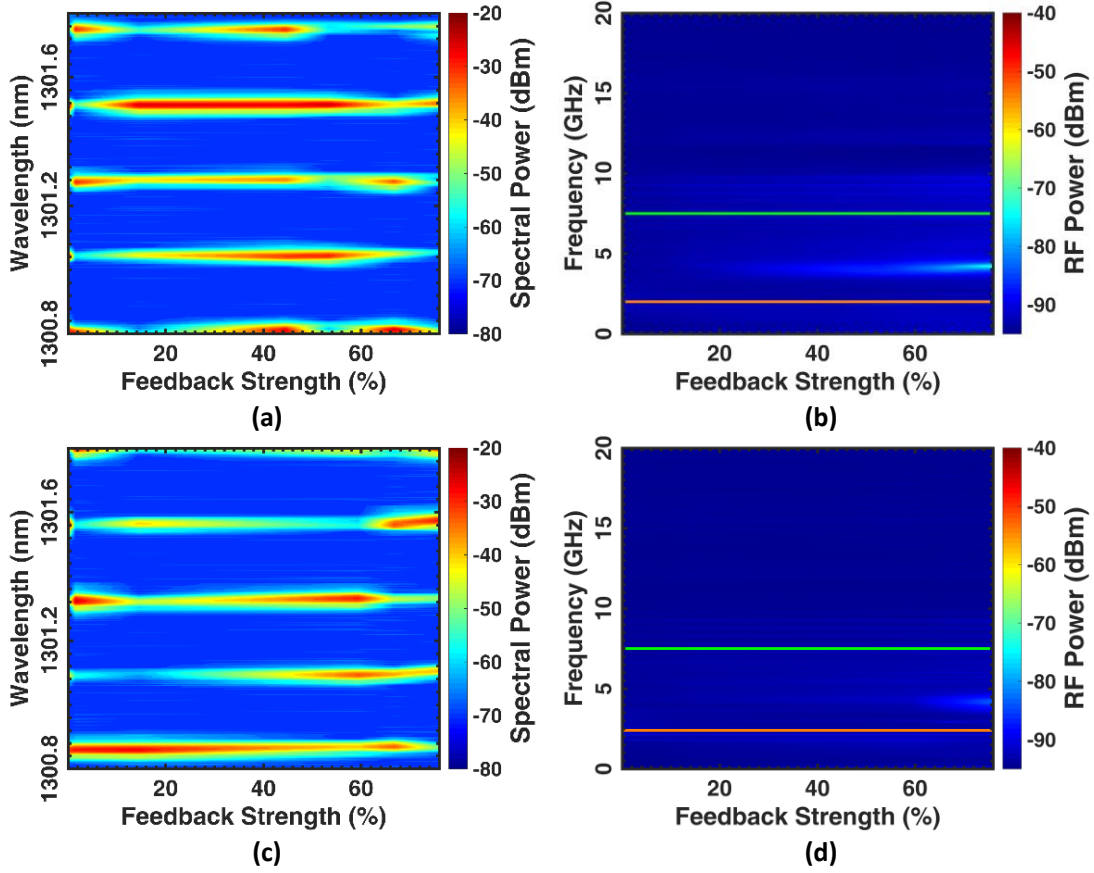 1301.6
1301.2
1300.8
Wavelength (nm)
20 40 60
Feedback Strength (%)
-20
-30
-40
-50
-60
-70
-80
Spectral Power (dBm)
(a)
20
15
10
5
0
Frequency (GHz)
20 40 60
Feedback Strength (%)
-40
-50
-60
-70
-80
-90
RF Power (dBm)
(b)
1301.6
1301.2
1300.8
Wavelength (nm)
20 40 60
Feedback Strength (%)
-20
-30
-40
-50
-60
-70
-80
Spectral Power (dBm)
(c)
20
15
10
5
0
Frequency (GHz)
20 40 60
Feedback Strength (%)
-40
-50
-60
-70
-80
-90
RF Power (dBm)
(d)